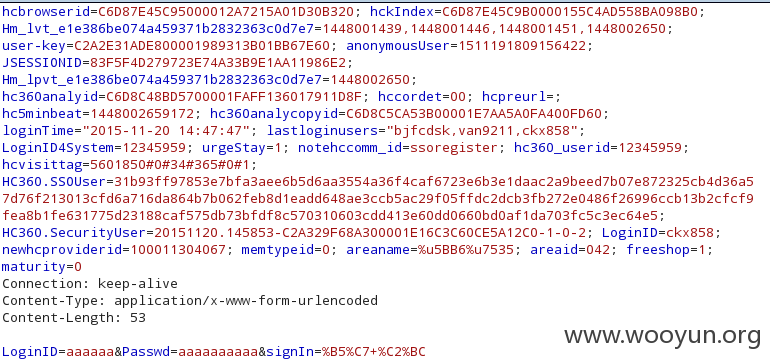 hcbrowserid=C6D87E45C95000012A7215A01D30B320; hckIndex=C6D87E45C9B0000155C4AD558BA098B0;
Hm_lvt_e1e386be074a459371b2832363c0d7e7=1448001439,1448001446,1448001451,1448002650;
user-key=C2A2E31ADE800001989313B01BB67E60; anonymousUser=1511191809156422;
JSESSIONID=83F5F4D279723E74A33B9E1AA11986E2;
Hm_lpvt_e1e386be074a459371b2832363c0d7e7=1448002650;
hc360analyid=C6D8C48BD5700001FAFF136017911D8F; hccordet=00; hcpreurl=;
hc5minbeat=1448002659172; hc360analycopyid=C6D8C5CA53B00001E7AA5A0FA400FD60;
loginTime="2015-11-20 14:47:47"; lastloginusers="bjfcdsk,van9211,ckx858";
LoginID4System=12345959; urgeStay=1; notehccomm_id=ssoregister; hc360_userid=12345959;
hcvisittag=5601850#0#34#365#0#1;
HC360.SSOUser=31b93ff97853e7bfa3aee6b5d6aa3554a36f4caf6723e6b3e1daac2a9beed7b07e872325cb4d36a5
7d76f213013cfd6a716da864b7b062feb8d1eadd648ae3ccb5ac29f05ffdc2dcb3fb272e0486f26996ccb13b2cfcf9
fea8b1fe631775d23188caf575db73bfdf8c570310603cdd413e60dd0660bd0af1da703fc5c3ec64e5;
HC360.SecurityUser=20151120.145853-C2A329F68A300001E16C3C60CE5A12C0-1-0-2; LoginID=ckx858;
newhcproviderid=100011304067; memtypeid=0; areaname=%u5BB6%u7535; areaid=042; freeshop=1;
maturity=0
Connection: keep-alive
Content-Type: application/x-www-form-urlencoded
Content-Length: 53

LoginID=aaaaaa&Passwd=aaaaaaaaaa&signIn=%B5%C7+%C2%BC
www.wooyun.org